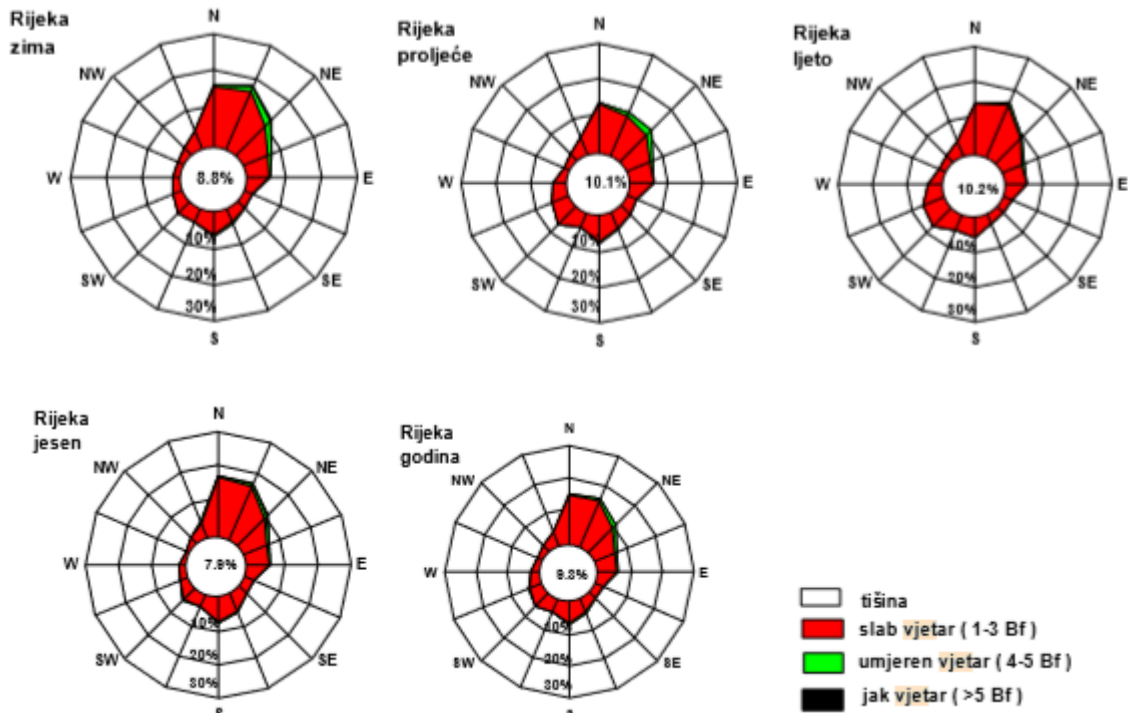 Rijeka
zima
N
NE
E
SE
S
SW
W
NW
8.8%
10%
20%
30%
Rijeka
proljeće
N
NE
E
SE
S
SW
W
NW
10.1%
10%
20%
30%
Rijeka
ljeto
N
NE
E
SE
S
SW
W
NW
10.2%
10%
20%
30%
Rijeka
jesen
N
NE
E
SE
S
SW
W
NW
7.9%
10%
20%
30%
Rijeka
godina
N
NE
E
SE
SW
W
NW
10%
20%
30%
tišina
slab vjetar ( 1-3 Bf )
umjeren vjetar ( 4-5 Bf )
jak vjetar ( >5 Bf )